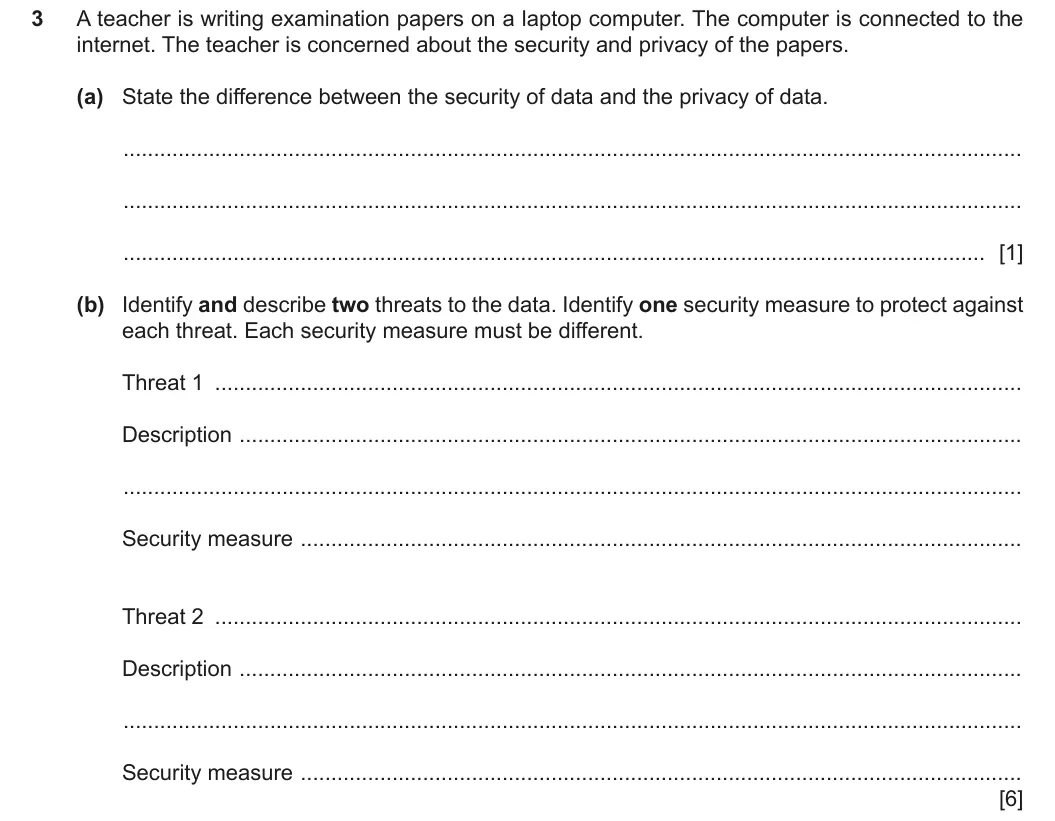 3 A teacher is writing examination papers on a laptop computer. The computer is connected to the
internet. The teacher is concerned about the security and privacy of the papers.
(a) State the difference between the security of data and the privacy of data.
..........................................................................................................................................
..........................................................................................................................................
..................................................................................................................................... [1]
(b) Identify and describe two threats to the data. Identify one security measure to protect against
each threat. Each security measure must be different.
Threat 1 ..........................................................................................................................
Description ......................................................................................................................
..........................................................................................................................................
Security measure ............................................................................................................
Threat 2 ..........................................................................................................................
Description ......................................................................................................................
..........................................................................................................................................
Security measure ............................................................................................................
[6]